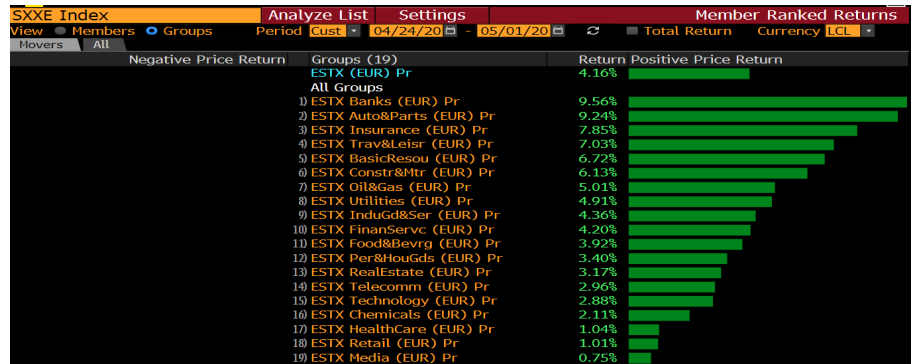 SXXE Index Analyze List Settings Member Ranked Returns
View Members Groups Period Cust 04/24/20 - 05/01/20 Total Return Currency LCL
Movers All
Negative Price Return Groups (19) Return Positive Price Return
ESTX (EUR) Pr 4.16%
All Groups
1) ESTX Banks (EUR) Pr 9.56%
2) ESTX Auto&Parts (EUR) Pr 9.24%
3) ESTX Insurance (EUR) Pr 7.85%
4) ESTX Trav&Leisr (EUR) Pr 7.03%
5) ESTX BasicResou (EUR) Pr 6.72%
6) ESTX Constr&Mtr (EUR) Pr 6.13%
7) ESTX Oil&Gas (EUR) Pr 5.01%
8) ESTX Utilities (EUR) Pr 4.91%
9) ESTX InduGd&Ser (EUR) Pr 4.36%
10) ESTX FinanServc (EUR) Pr 4.20%
11) ESTX Food&Bevrg (EUR) Pr 3.92%
12) ESTX Per&HouGds (EUR) Pr 3.40%
13) ESTX RealEstate (EUR) Pr 3.17%
14) ESTX Telecomm (EUR) Pr 2.96%
15) ESTX Technology (EUR) Pr 2.88%
16) ESTX Chemicals (EUR) Pr 2.11%
17) ESTX HealthCare (EUR) Pr 1.04%
18) ESTX Retail (EUR) Pr 1.01%
19) ESTX Media (EUR) Pr 0.75%